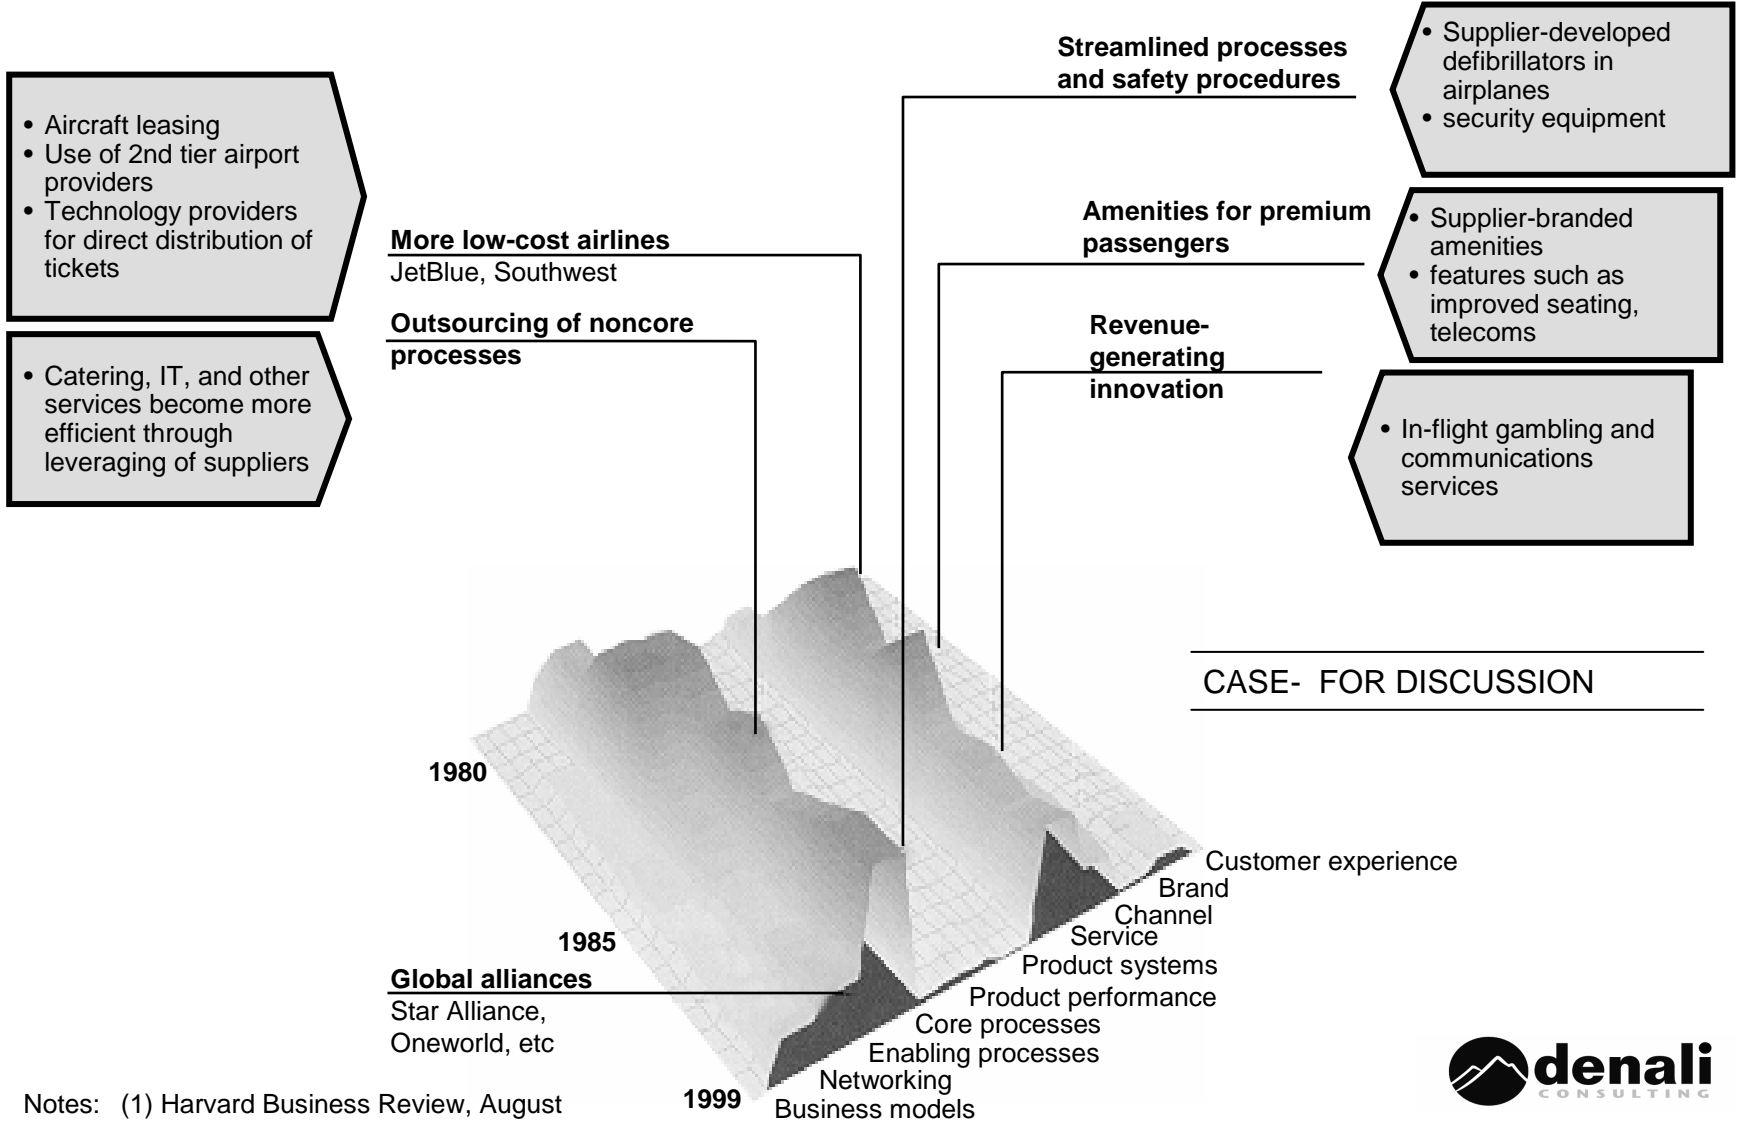 • Aircraft leasing
• Use of 2nd tier airport
providers
• Technology providers
for direct distribution of
tickets
• Catering, IT, and other
services become more
efficient through
leveraging of suppliers
More low-cost airlines
JetBlue, Southwest
Outsourcing of noncore
processes
Streamlined processes
and safety procedures
Amenities for premium
passengers
Revenue-
generating
innovation
• Supplier-developed
defibrillators in
airplanes
• security equipment
• Supplier-branded
amenities
• features such as
improved seating,
telecoms
• In-flight gambling and
communications
services
CASE- FOR DISCUSSION
1980
1985
1999
Global alliances
Star Alliance,
Oneworld, etc
Customer experience
Brand
Channel
Service
Product systems
Product performance
Core processes
Enabling processes
Networking
Business models
Notes: (1) Harvard Business Review, August
denali
CONSULTING